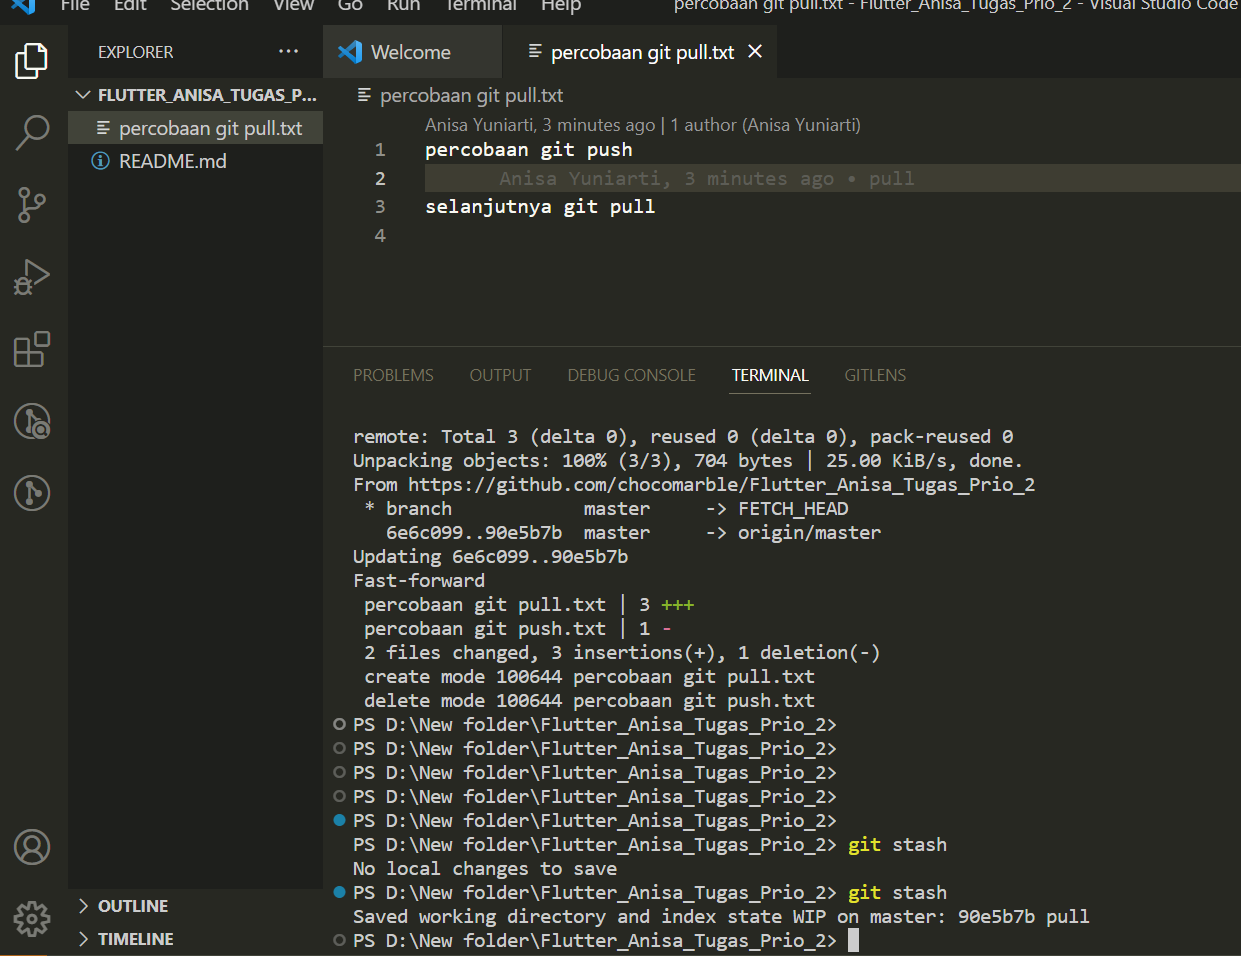 File Edit Selection View Go Run Terminal Help percobaan git pull.txt - Flutter_Anisa_Tugas_Prio_2 - Visual Studio Code
EXPLORER ···
FLUTTER_ANISA_TUGAS_P...
percobaan git pull.txt
README.md
OUTLINE
TIMELINE
Welcome percobaan git pull.txt
percobaan git pull.txt
Anisa Yuniarti, 3 minutes ago | 1 author (Anisa Yuniarti)
1 percobaan git push
2 Anisa Yuniarti, 3 minutes ago • pull
3 selanjutnya git pull
4
PROBLEMS OUTPUT DEBUG CONSOLE TERMINAL GITLENS
remote: Total 3 (delta 0), reused 0 (delta 0), pack-reused 0
Unpacking objects: 100% (3/3), 704 bytes | 25.00 KiB/s, done.
From https://github.com/chocomarble/Flutter_Anisa_Tugas_Prio_2
* branch master -> FETCH_HEAD
6e6c099..90e5b7b master -> origin/master
Updating 6e6c099..90e5b7b
Fast-forward
percobaan git pull.txt | 3 +++
percobaan git push.txt | 1 -
2 files changed, 3 insertions(+), 1 deletion(-)
create mode 100644 percobaan git pull.txt
delete mode 100644 percobaan git push.txt
PS D:\New folder\Flutter_Anisa_Tugas_Prio_2>
PS D:\New folder\Flutter_Anisa_Tugas_Prio_2>
PS D:\New folder\Flutter_Anisa_Tugas_Prio_2>
PS D:\New folder\Flutter_Anisa_Tugas_Prio_2>
PS D:\New folder\Flutter_Anisa_Tugas_Prio_2>
PS D:\New folder\Flutter_Anisa_Tugas_Prio_2> git stash
No local changes to save
PS D:\New folder\Flutter_Anisa_Tugas_Prio_2> git stash
Saved working directory and index state WIP on master: 90e5b7b pull
PS D:\New folder\Flutter_Anisa_Tugas_Prio_2>